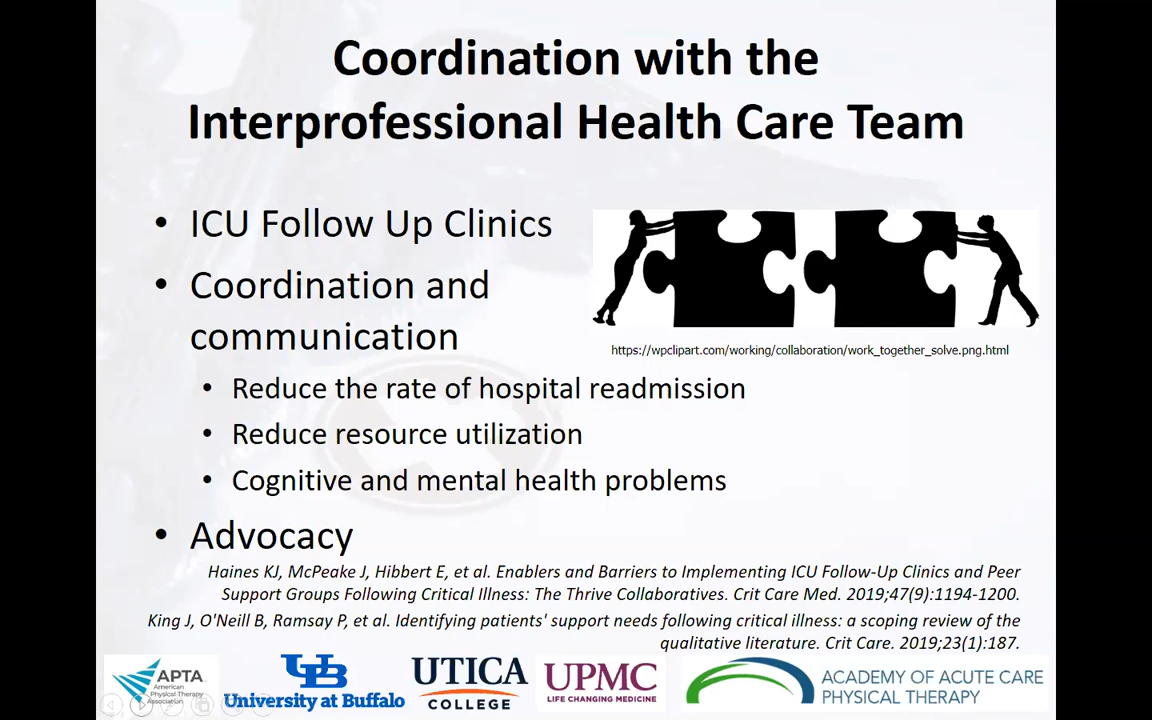 Coordination with the
Interprofessional Health Care Team
• ICU Follow Up Clinics
• Coordination and
communication
• Reduce the rate of hospital readmission
• Reduce resource utilization
• Cognitive and mental health problems
• Advocacy
https://wpclipart.com/working/collaboration/work_together_solve.png.html
Haines KJ, McPeake J, Hibbert E, et al. Enablers and Barriers to Implementing ICU Follow-Up Clinics and Peer
Support Groups Following Critical Illness: The Thrive Collaboratives. Crit Care Med. 2019;47(9):1194-1200.
King J, O'Neill B, Ramsay P, et al. Identifying patients' support needs following critical illness: a scoping review of the
qualitative literature. Crit Care. 2019;23(1):187.
APTA
American
Physical Therapy
Association
UB
University at Buffalo
UTICA
COLLEGE
UPMC
LIFE CHANGING MEDICINE
ACADEMY OF ACUTE CARE
PHYSICAL THERAPY